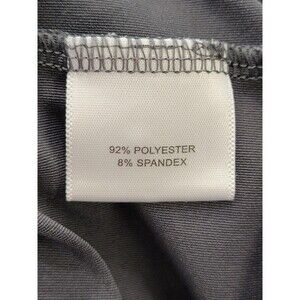 92% POLYESTER
8% SPANDEX